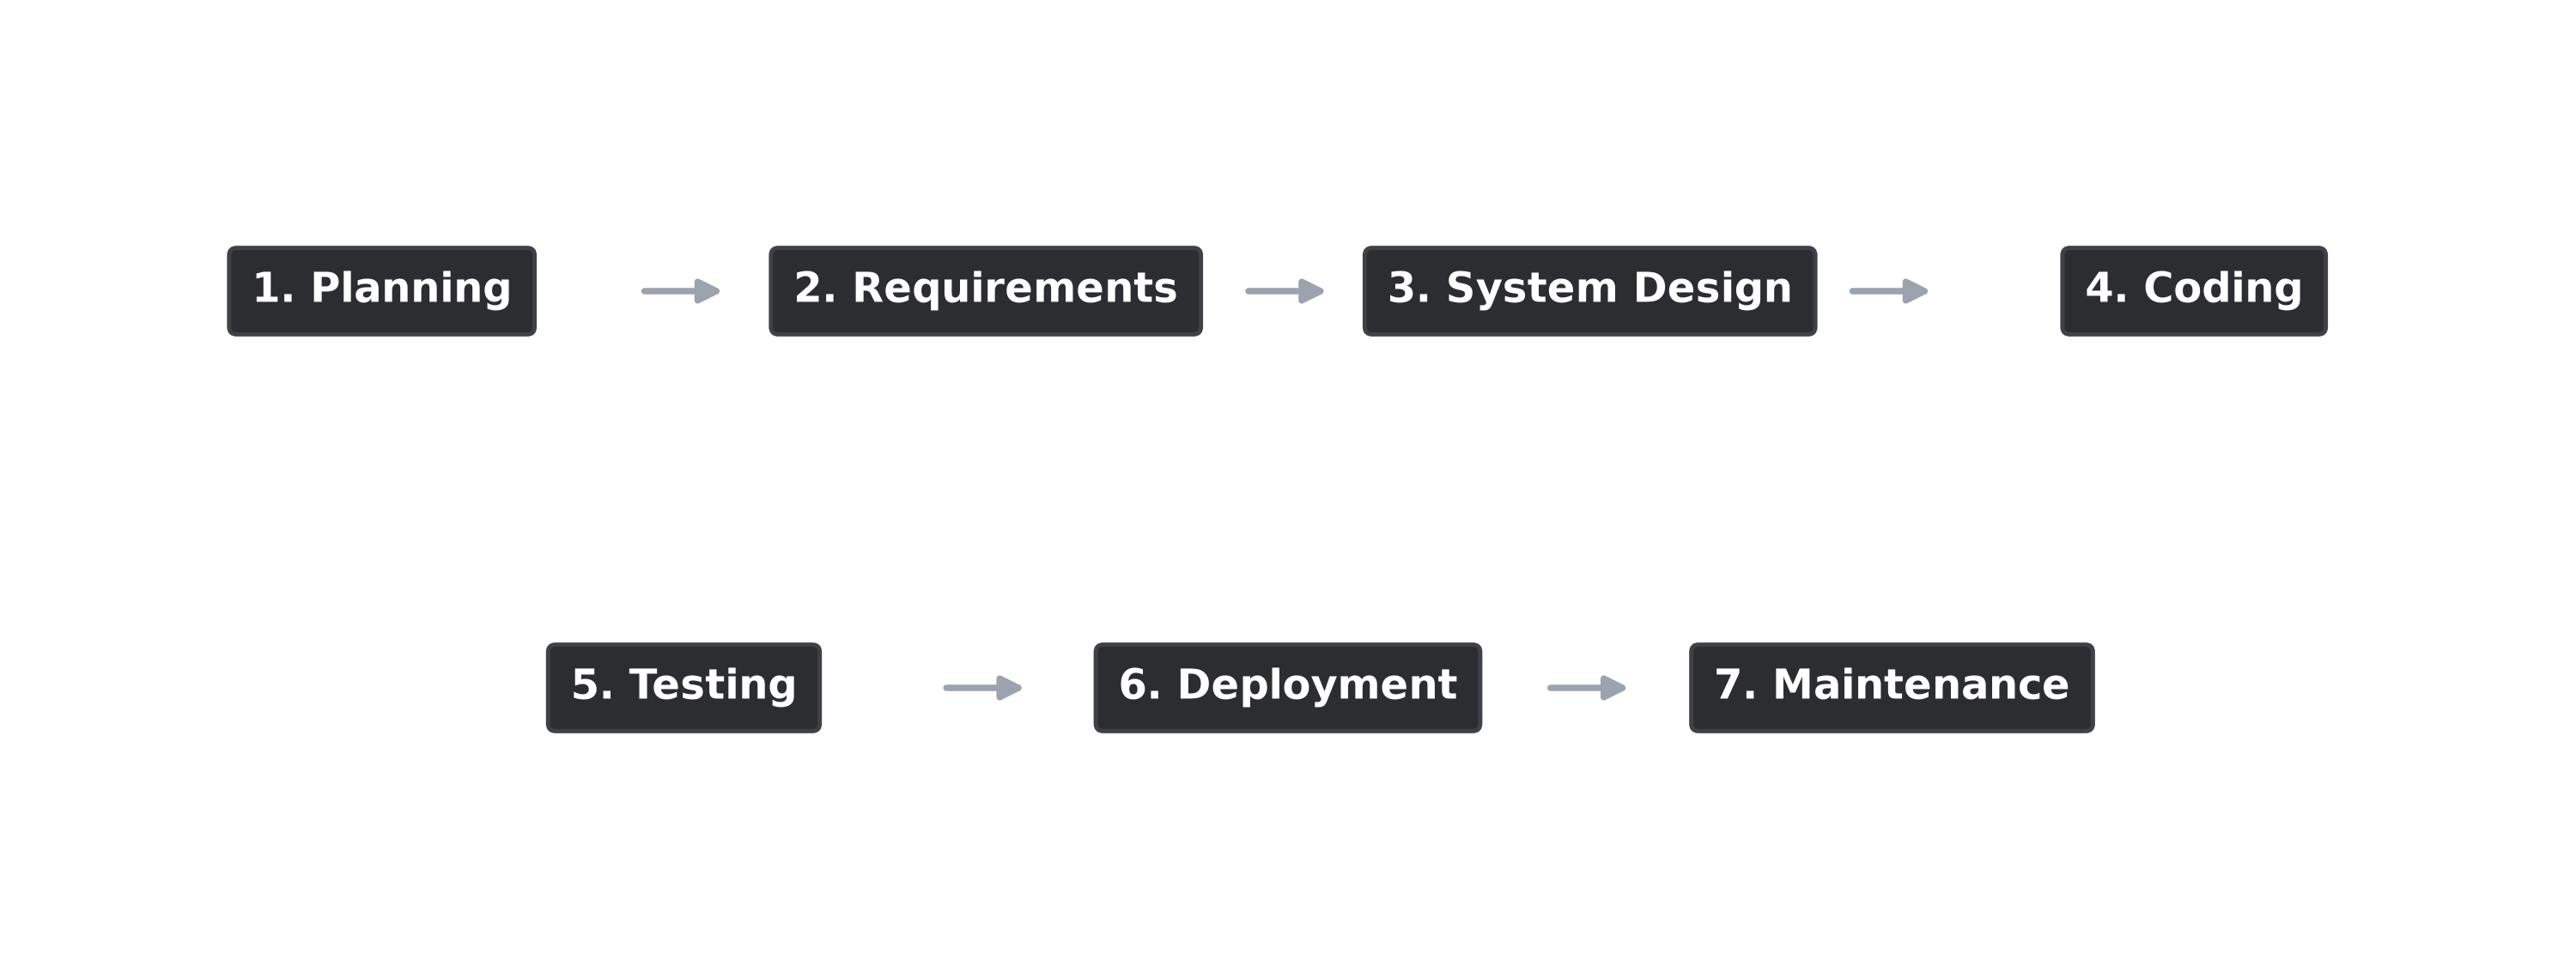 1. Planning
2. Requirements
3. System Design
4. Coding
5. Testing
6. Deployment
7. Maintenance